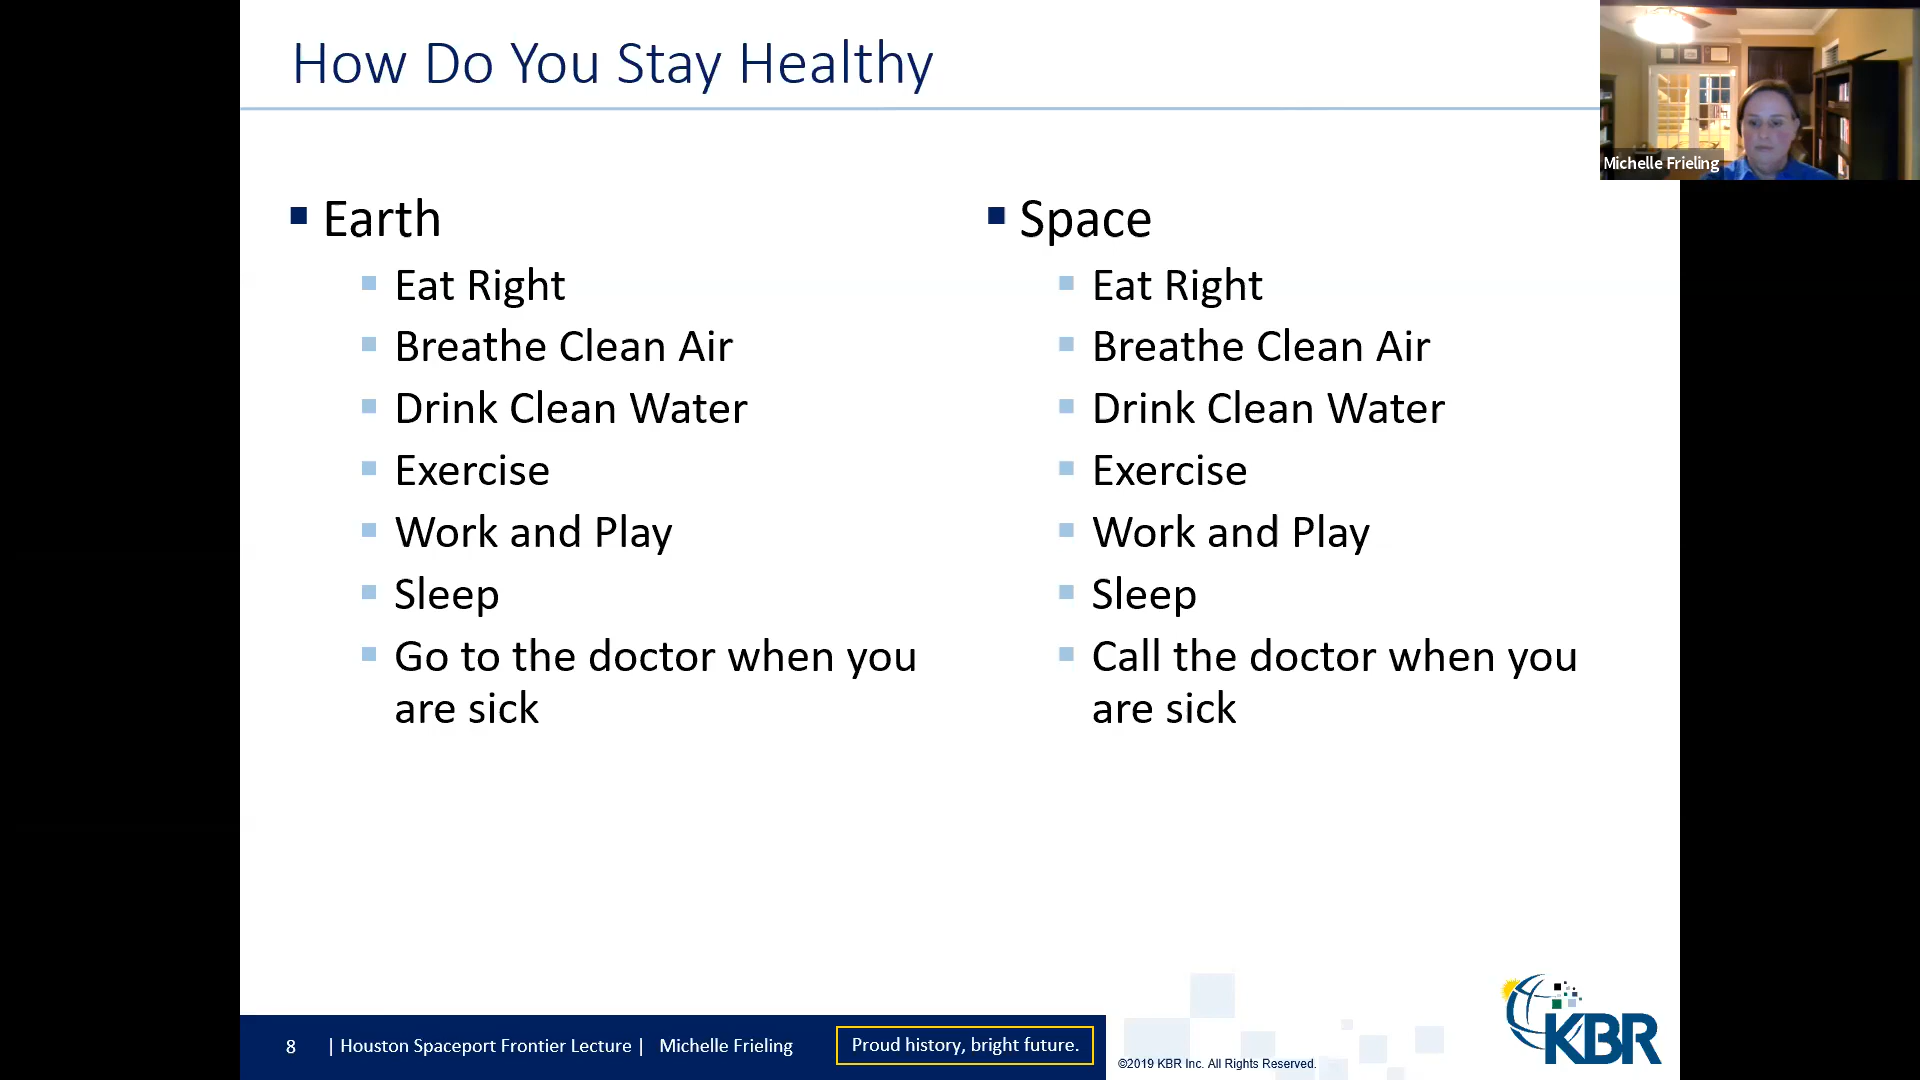 How Do You Stay Healthy
Michelle Frieling
Earth
Eat Right
Breathe Clean Air
Drink Clean Water
Exercise
Work and Play
Sleep
Go to the doctor when you
are sick
Space
Eat Right
Breathe Clean Air
Drink Clean Water
Exercise
Work and Play
Sleep
Call the doctor when you
are sick
8 | Houston Spaceport Frontier Lecture | Michelle Frieling
Proud history, bright future.
©2019 KBR Inc. All Rights Reserved.
KBR